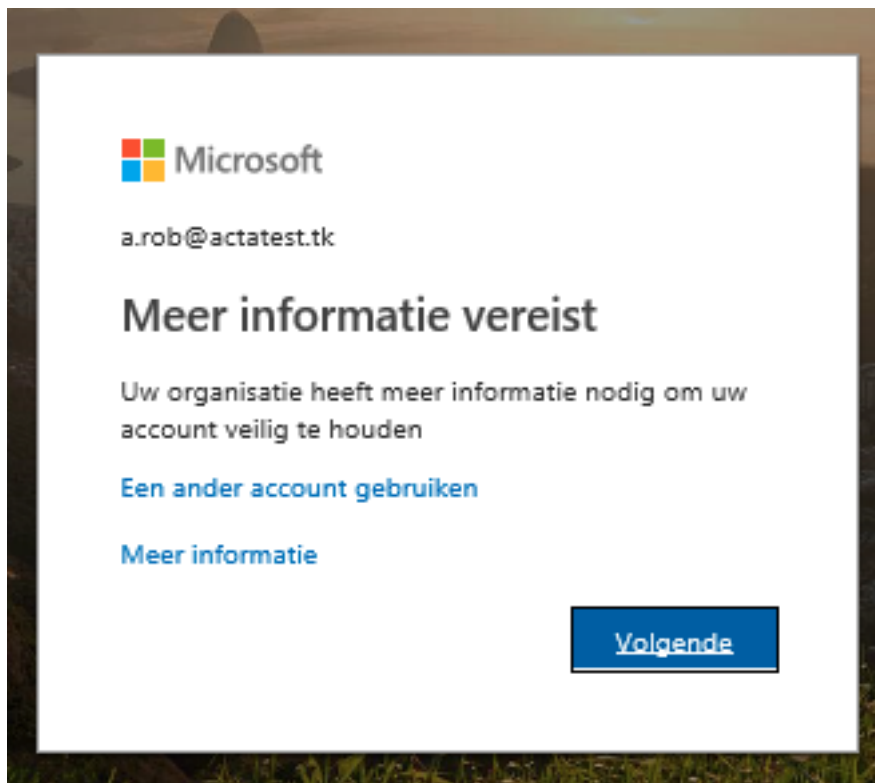 Microsoft
a.rob@actatest.tk
Meer informatie vereist
Uw organisatie heeft meer informatie nodig om uw
account veilig te houden
Een ander account gebruiken
Meer informatie
Volgende